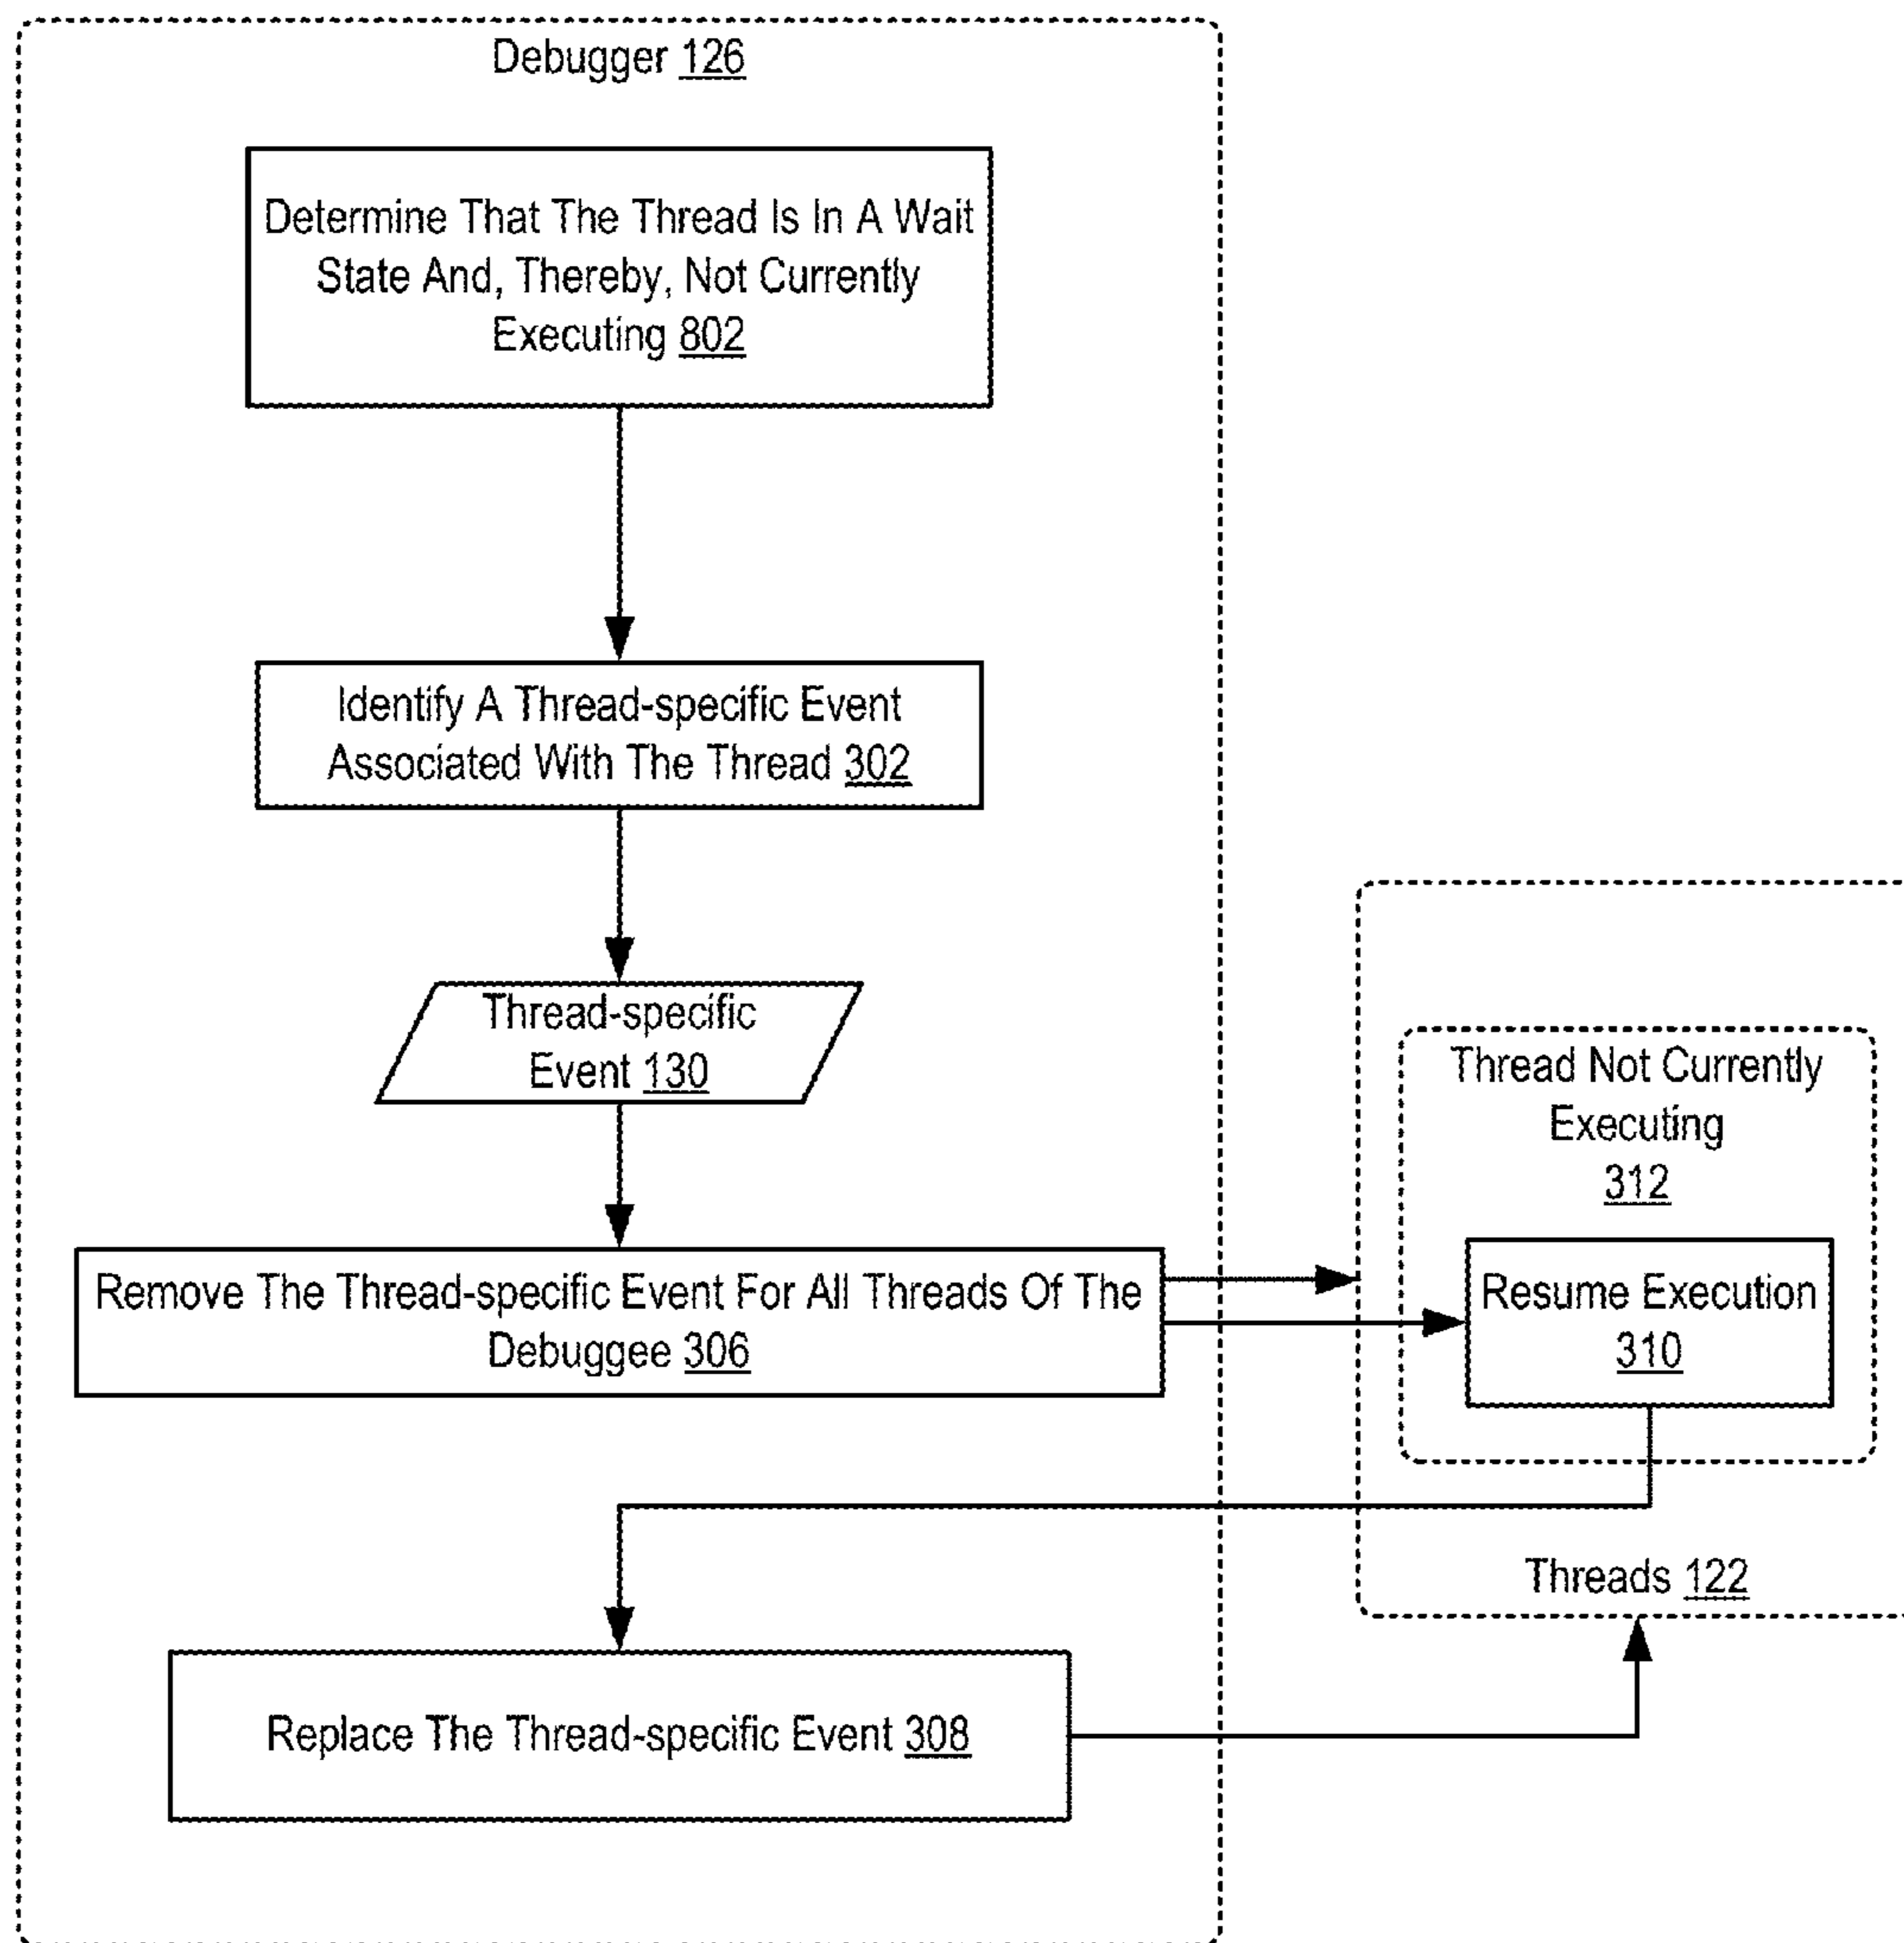 Debugger 126
Determine That The Thread Is In A Wait
State And, Thereby, Not Currently
Executing 802
Identify A Thread-specific Event
Associated With The Thread 302
Thread-specific
Event 130
Remove The Thread-specific Event For All Threads Of The
Debuggee 306
Thread Not Currently
Executing
312
Resume Execution
310
Threads 122
Replace The Thread-specific Event 308